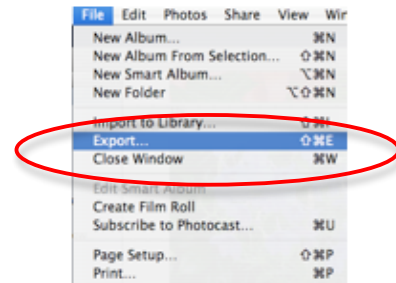 File Edit Photos Share View Wir
New Album... ⌘N
New Album From Selection... ⇧⌘N
New Smart Album... ⌥⌘N
New Folder ⌥⇧⌘N
Import to Library... ⇧⌘I
Export... ⇧⌘E
Close Window ⌘W
Edit Smart Album
Create Film Roll
Subscribe to Photocast... ⌘U
Page Setup... ⇧⌘P
Print... ⌘P